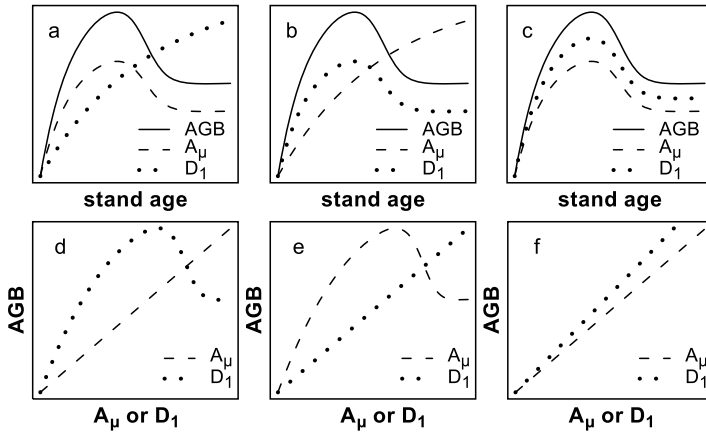 a
AGB
Aμ
D1
stand age
b
AGB
Aμ
D1
stand age
c
AGB
Aμ
D1
stand age
AGB
d
Aμ
D1
Aμ or D1
AGB
e
Aμ
D1
Aμ or D1
f
Aμ
D1
Aμ or D1